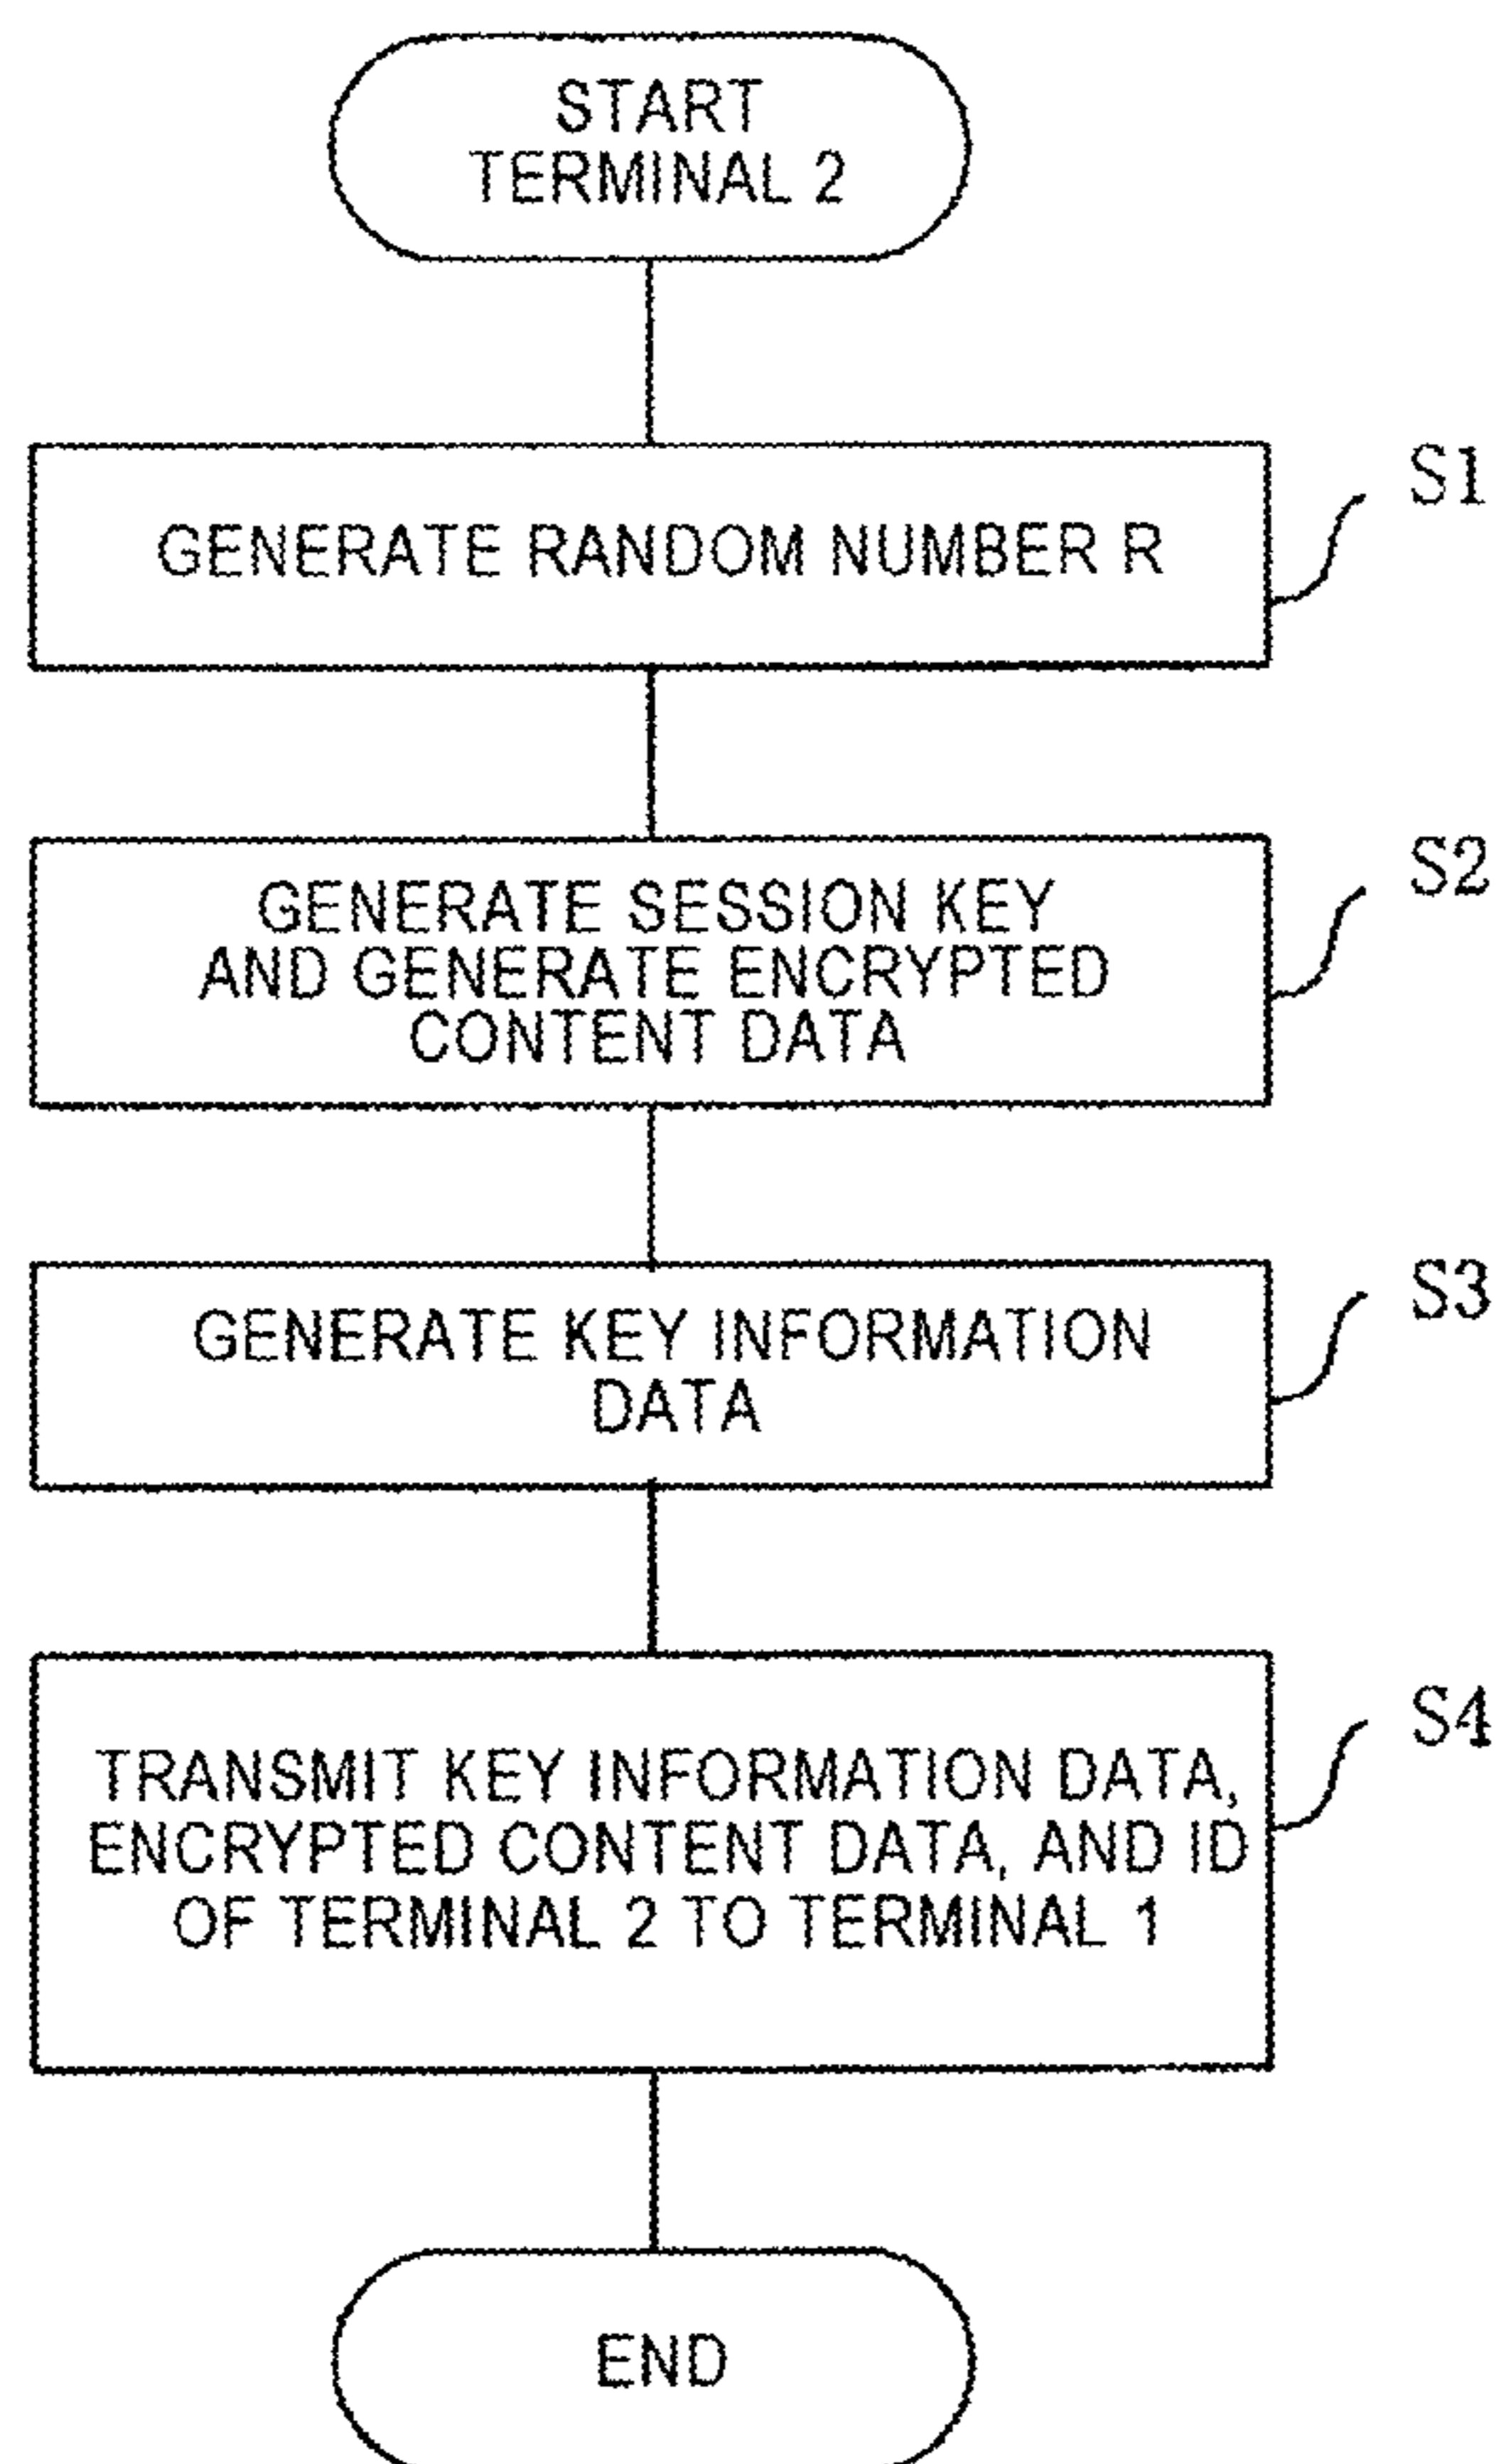 START
TERMINAL 2
GENERATE RANDOM NUMBER R
S1
GENERATE SESSION KEY
AND GENERATE ENCRYPTED
CONTENT DATA
S2
GENERATE KEY INFORMATION
DATA
S3
TRANSMIT KEY INFORMATION DATA,
ENCRYPTED CONTENT DATA, AND ID
OF TERMINAL 2 TO TERMINAL 1
S4
END